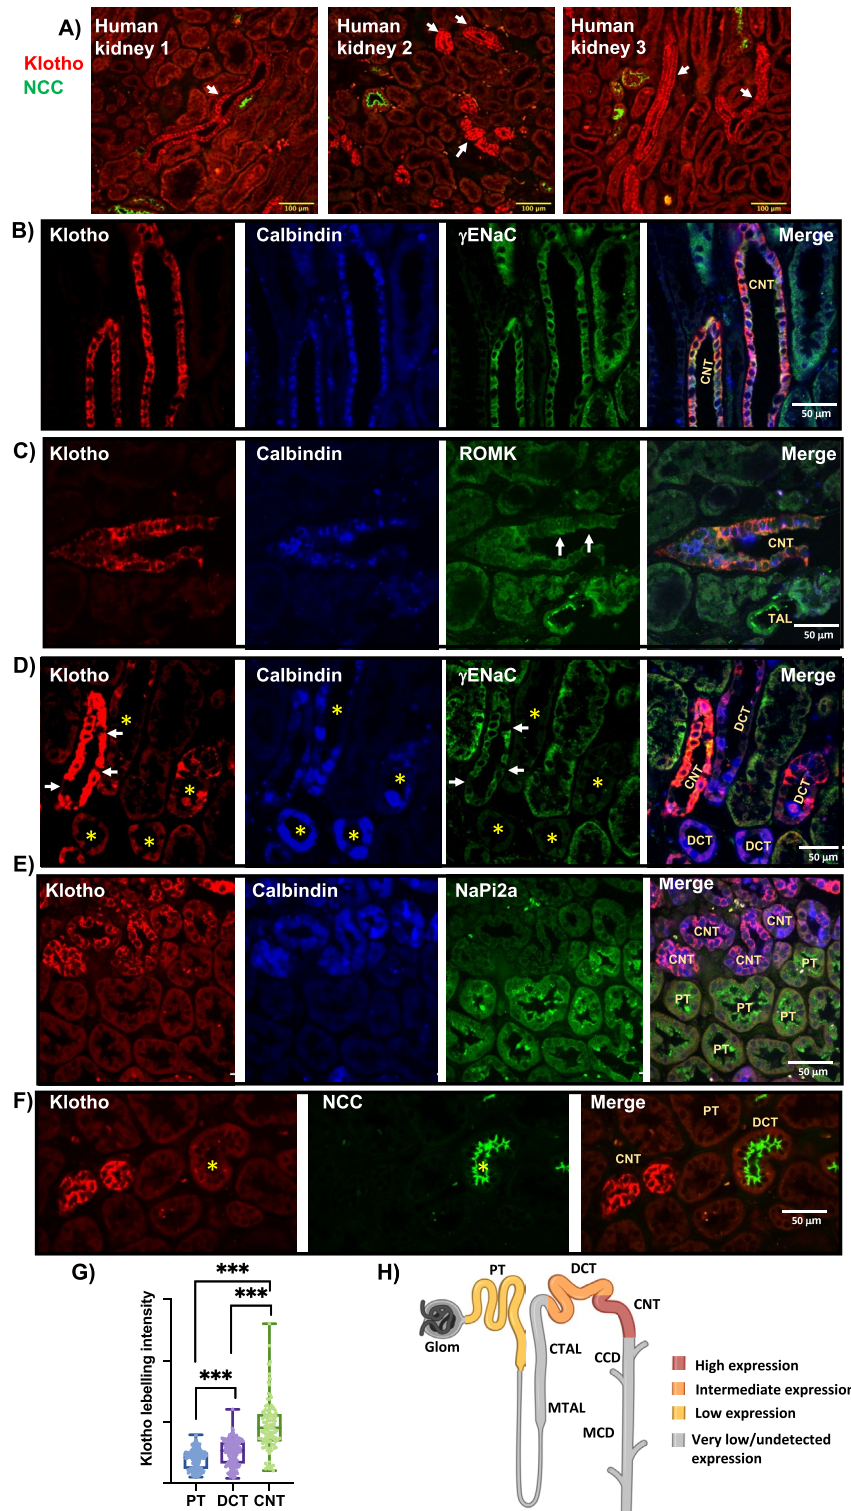 A)
Klotho
NCC
Human
kidney 1
100 µm
Human
kidney 2
100 µm
Human
kidney 3
100 µm
B)
Klotho
Calbindin
γENaC
Merge
CNT
CNT
50 µm
C)
Klotho
Calbindin
ROMK
Merge
CNT
TAL
50 µm
D)
Klotho
*
*
*
*
Calbindin
*
*
*
*
γENaC
*
*
*
*
Merge
DCT
CNT
DCT
DCT
DCT
50 µm
E)
Klotho
Calbindin
NaPi2a
Merge
CNT
CNT
CNT
CNT
PT
PT
PT
PT
PT
50 µm
F)
Klotho
*
NCC
*
Merge
PT
DCT
CNT
50 µm
G)
***
***
***
Klotho lebelling intensity
PT
DCT
CNT
H)
PT
DCT
CNT
Glom
CTAL
CCD
MTAL
MCD
High expression
Intermediate expression
Low expression
Very low/undetected
expression